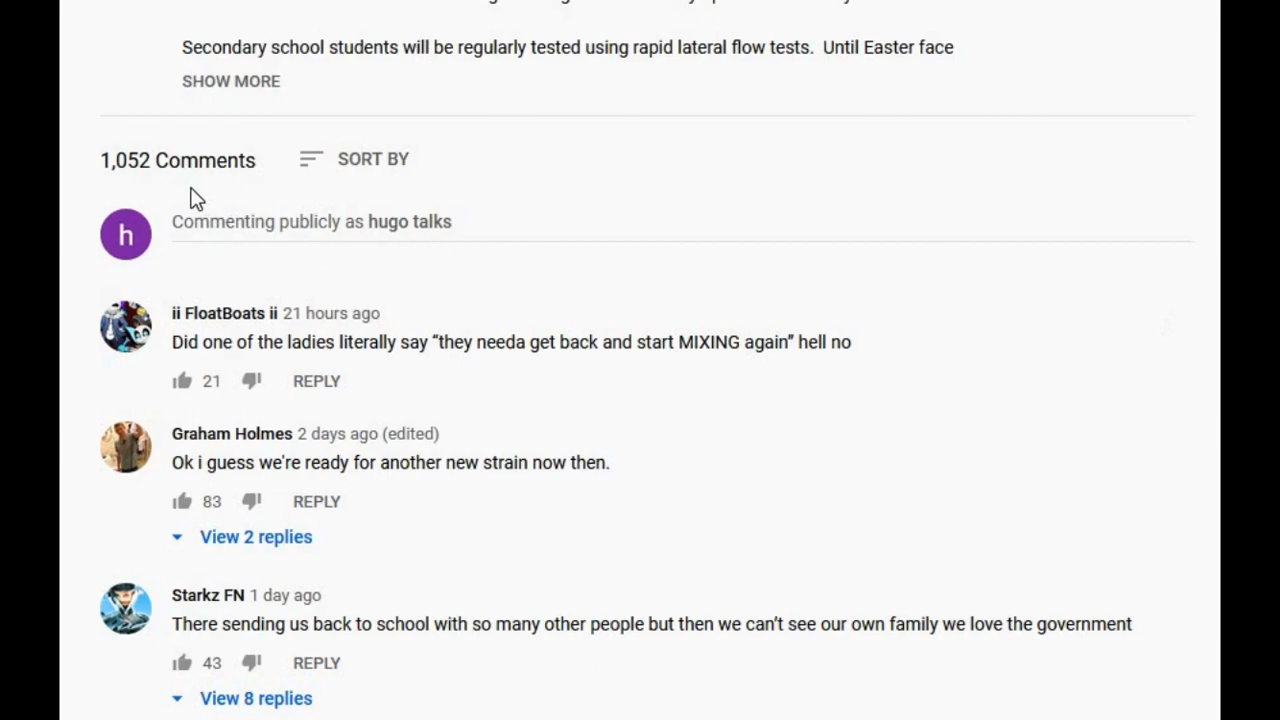 Secondary school students will be regularly tested using rapid lateral flow tests.  Until Easter face
SHOW MORE
1,052 Comments
SORT BY
h
Commenting publicly as hugo talks
ii FloatBoats ii 21 hours ago
Did one of the ladies literally say “they needa get back and start MIXING again” hell no
21
REPLY
Graham Holmes 2 days ago (edited)
Ok i guess we're ready for another new strain now then.
83
REPLY
View 2 replies
Starkz FN 1 day ago
There sending us back to school with so many other people but then we can’t see our own family we love the government
43
REPLY
View 8 replies